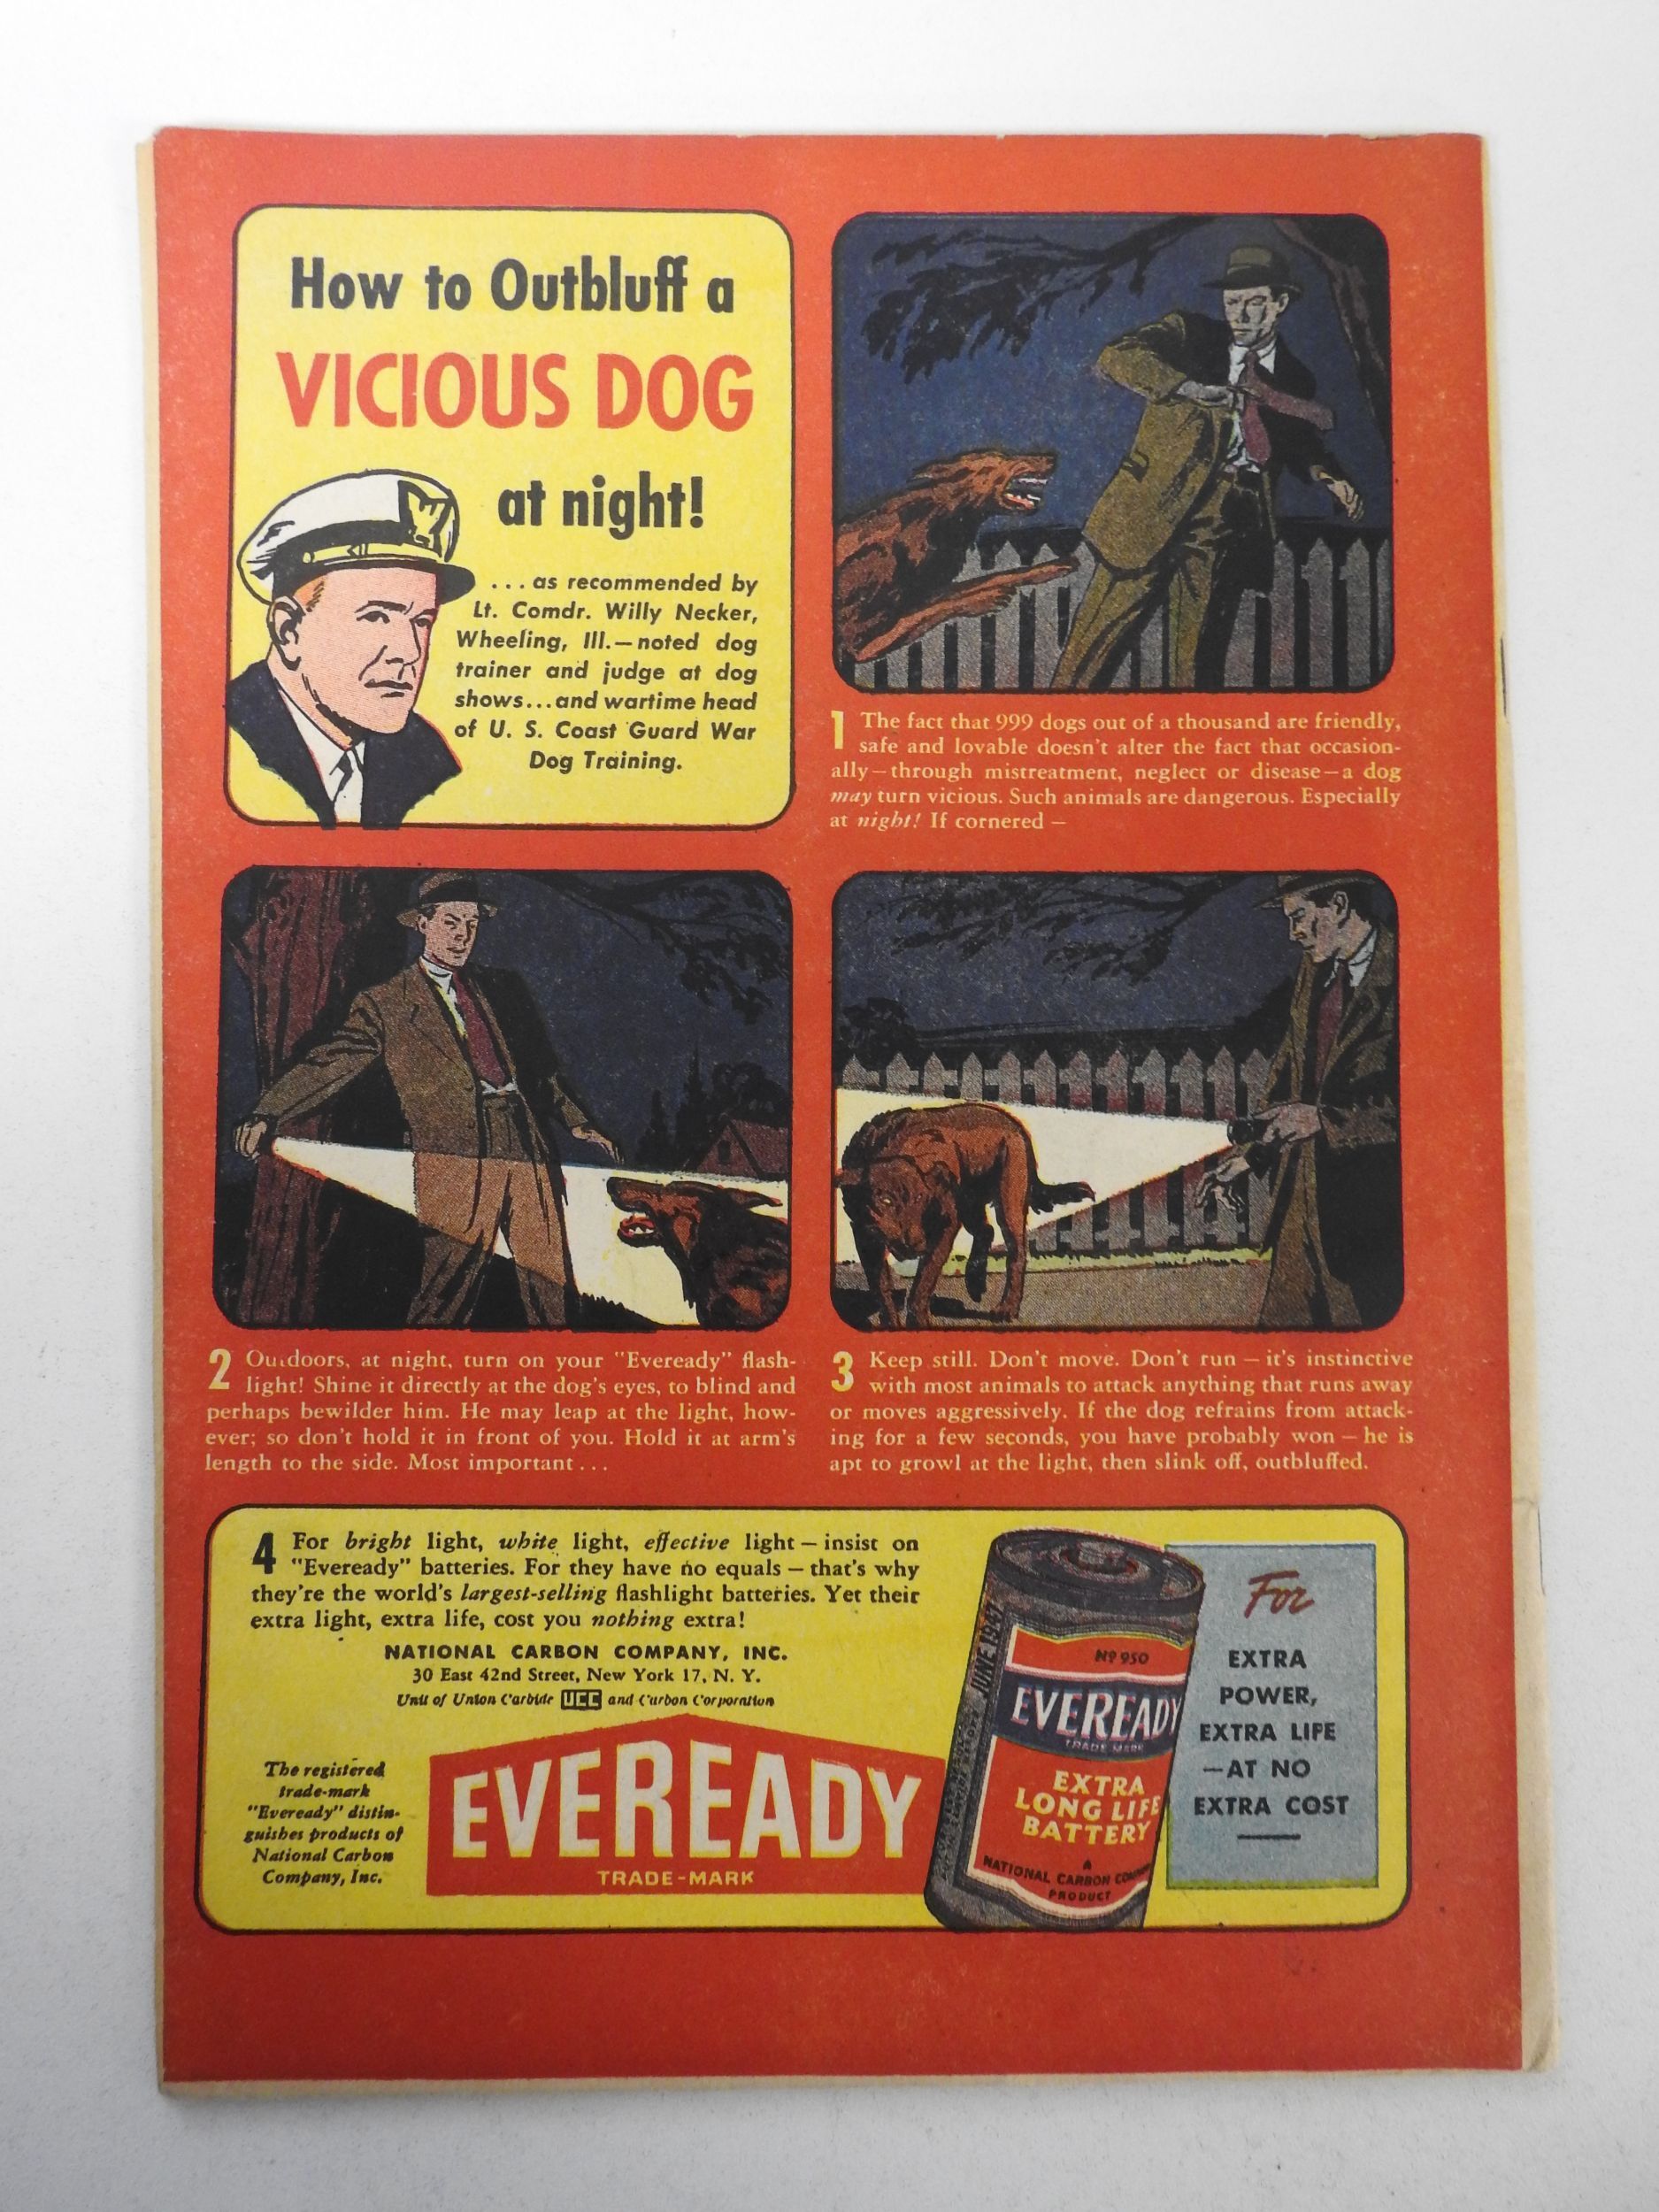 How to Outbluff a
VICIOUS DOG
at night!
... as recommended by
Lt. Comdr. Willy Necker,
Wheeling, Ill.—noted dog
trainer and judge at dog
shows...and wartime head
of U. S. Coast Guard War
Dog Training.
1 The fact that 999 dogs out of a thousand are friendly,
safe and lovable doesn't alter the fact that occasion-
ally—through mistreatment, neglect or disease—a dog
may turn vicious. Such animals are dangerous. Especially
at night! If cornered —
2 Outdoors, at night, turn on your "Eveready" flash-
light! Shine it directly at the dog's eyes, to blind and
perhaps bewilder him. He may leap at the light, how-
ever; so don't hold it in front of you. Hold it at arm's
length to the side. Most important . . .
3 Keep still. Don't move. Don't run — it's instinctive
with most animals to attack anything that runs away
or moves aggressively. If the dog refrains from attack-
ing for a few seconds, you have probably won — he is
apt to growl at the light, then slink off, outbluffed.
4 For bright light, white light, effective light — insist on
"Eveready" batteries. For they have no equals — that's why
they're the world's largest-selling flashlight batteries. Yet their
extra light, extra life, cost you nothing extra!
NATIONAL CARBON COMPANY, INC.
30 East 42nd Street, New York 17, N. Y.
Unit of Union Carbide UCC and Carbon Corporation
The registered
trade-mark
"Eveready" distin-
guishes products of
National Carbon
Company, Inc.
EVEREADY
TRADE-MARK
JUNE 1947
Nº 950
EVEREADY
TRADE MARK
EXTRA
LONG LIFE
BATTERY
A
NATIONAL CARBON
PRODUCT
For
EXTRA
POWER,
EXTRA LIFE
—AT NO
EXTRA COST